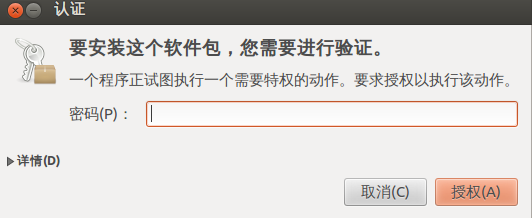 认证
要安装这个软件包，您需要进行验证。
一个程序正试图执行一个需要特权的动作。要求授权以执行该动作。
密码(P)：
详情(D)
取消(C) 授权(A)